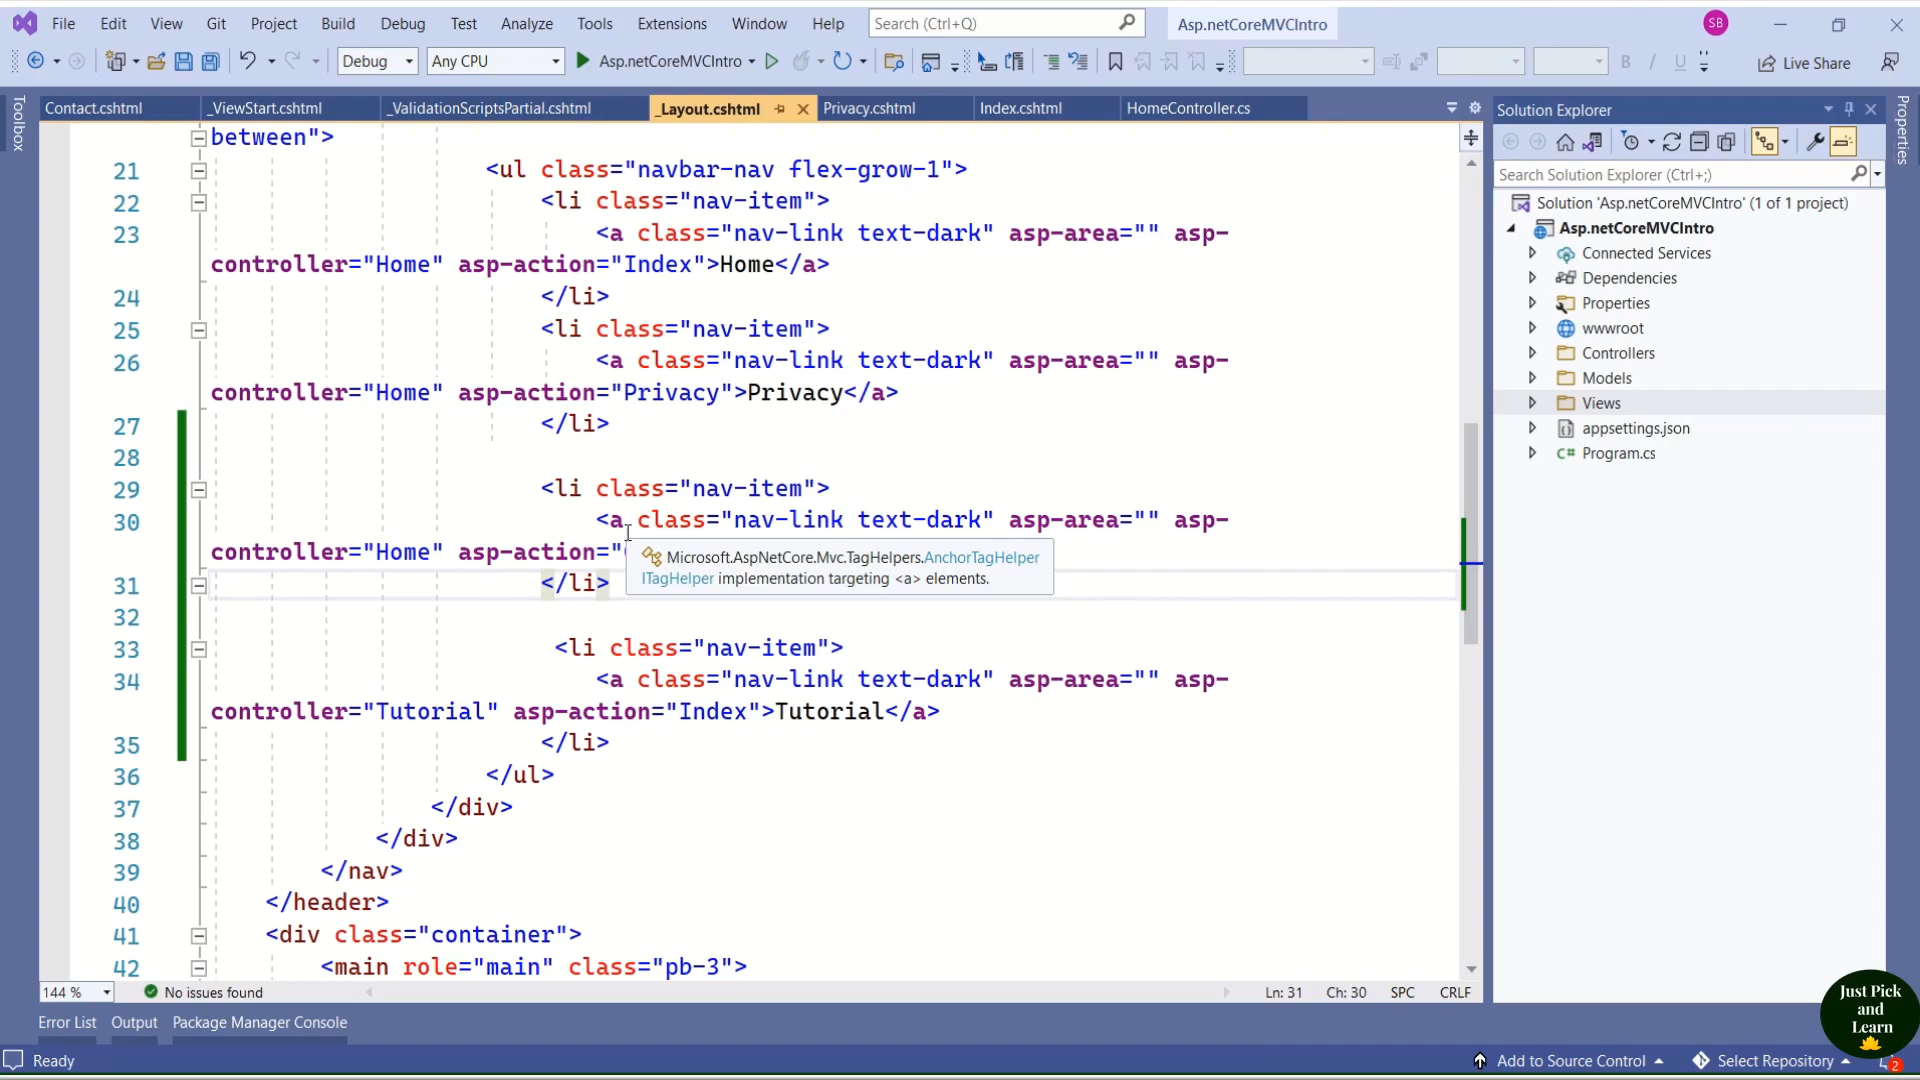 File Edit View Git Project Build Debug Test Analyze Tools Extensions Window Help Search (Ctrl+Q) Asp.netCoreMVCIntro SB
Debug Any CPU Asp.netCoreMVCIntro Live Share
Toolbox
Contact.cshtml _ViewStart.cshtml _ValidationScriptsPartial.cshtml _Layout.cshtml Privacy.cshtml Index.cshtml HomeController.cs
between">
21 <ul class="navbar-nav flex-grow-1">
22 <li class="nav-item">
23 <a class="nav-link text-dark" asp-area="" asp-
controller="Home" asp-action="Index">Home</a>
24 </li>
25 <li class="nav-item">
26 <a class="nav-link text-dark" asp-area="" asp-
controller="Home" asp-action="Privacy">Privacy</a>
27 </li>
28
29 <li class="nav-item">
30 <a class="nav-link text-dark" asp-area="" asp-
controller="Home" asp-action="
Microsoft.AspNetCore.Mvc.TagHelpers.AnchorTagHelper
ITagHelper implementation targeting <a> elements.
31 </li>
32
33 <li class="nav-item">
34 <a class="nav-link text-dark" asp-area="" asp-
controller="Tutorial" asp-action="Index">Tutorial</a>
35 </li>
36 </ul>
37 </div>
38 </div>
39 </nav>
40 </header>
41 <div class="container">
42 <main role="main" class="pb-3">
144 % No issues found Ln: 31 Ch: 30 SPC CRLF
Error List Output Package Manager Console
Ready Add to Source Control Select Repository 2
Solution Explorer
Search Solution Explorer (Ctrl+;)
Solution 'Asp.netCoreMVCIntro' (1 of 1 project)
Asp.netCoreMVCIntro
Connected Services
Dependencies
Properties
wwwroot
Controllers
Models
Views
appsettings.json
C# Program.cs
Properties
Just Pick
and
Learn